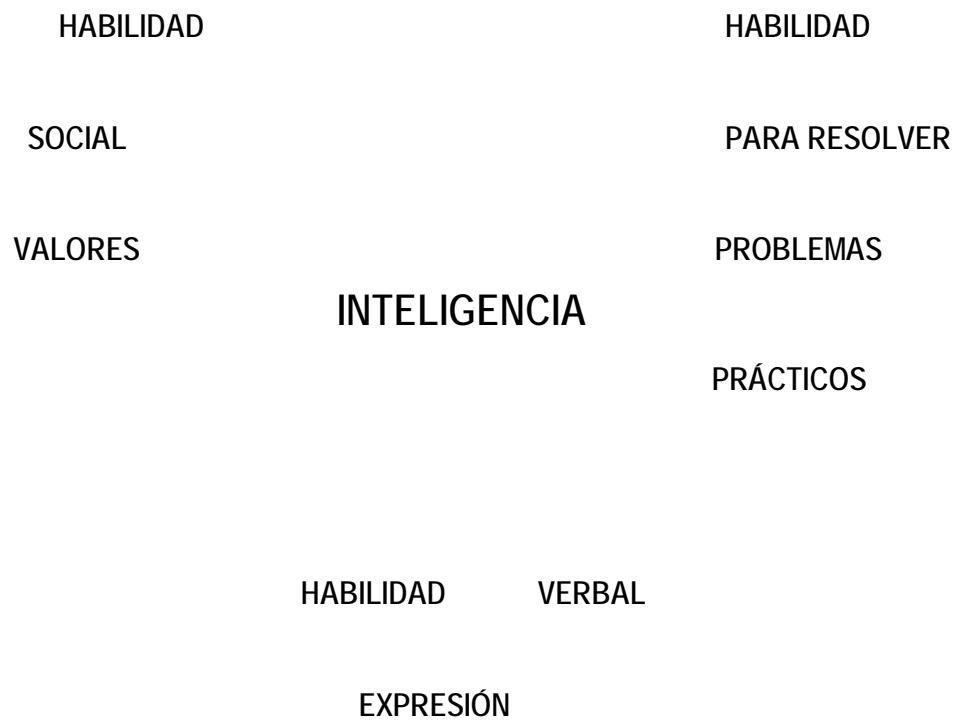 HABILIDAD
SOCIAL
VALORES
HABILIDAD
PARA RESOLVER
PROBLEMAS
PRÁCTICOS
INTELIGENCIA
HABILIDAD VERBAL
EXPRESIÓN